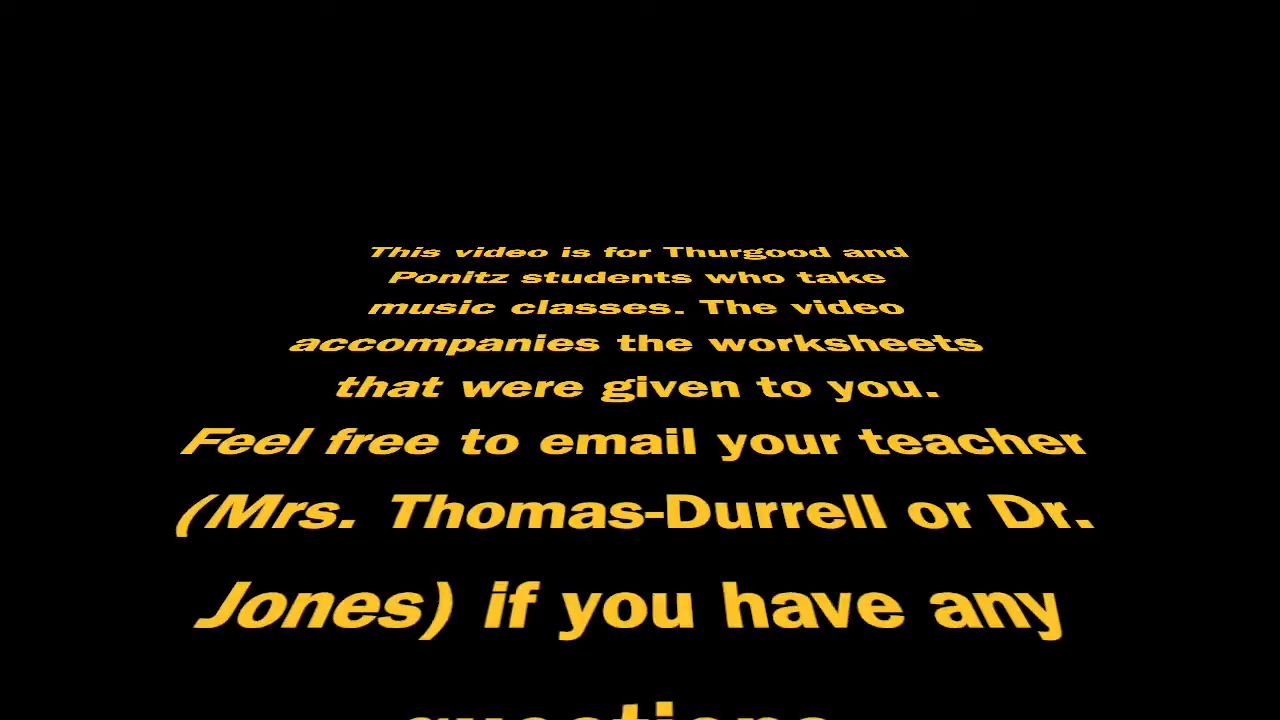 This video is for Thurgood and
Ponitz students who take
music classes. The video
accompanies the worksheets
that were given to you.
Feel free to email your teacher
(Mrs. Thomas-Durrell or Dr.
Jones) if you have any
questions